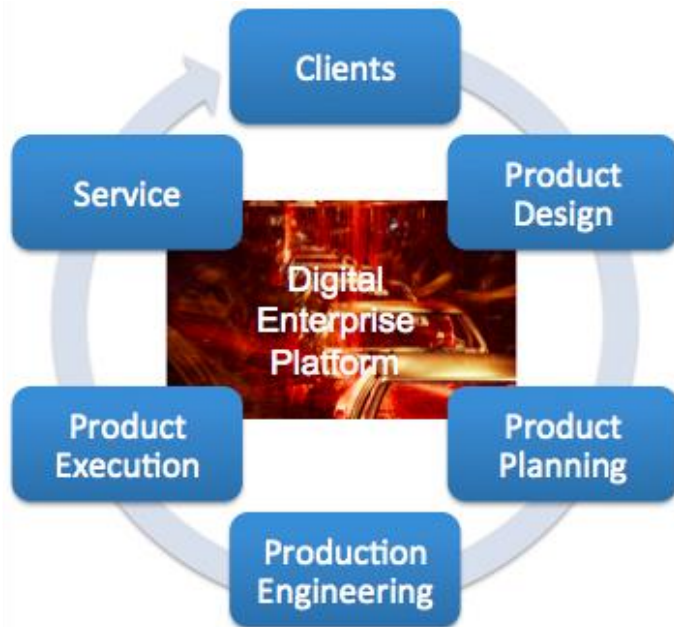 Clients
Product
Design
Product
Planning
Production
Engineering
Product
Execution
Service
Digital
Enterprise
Platform